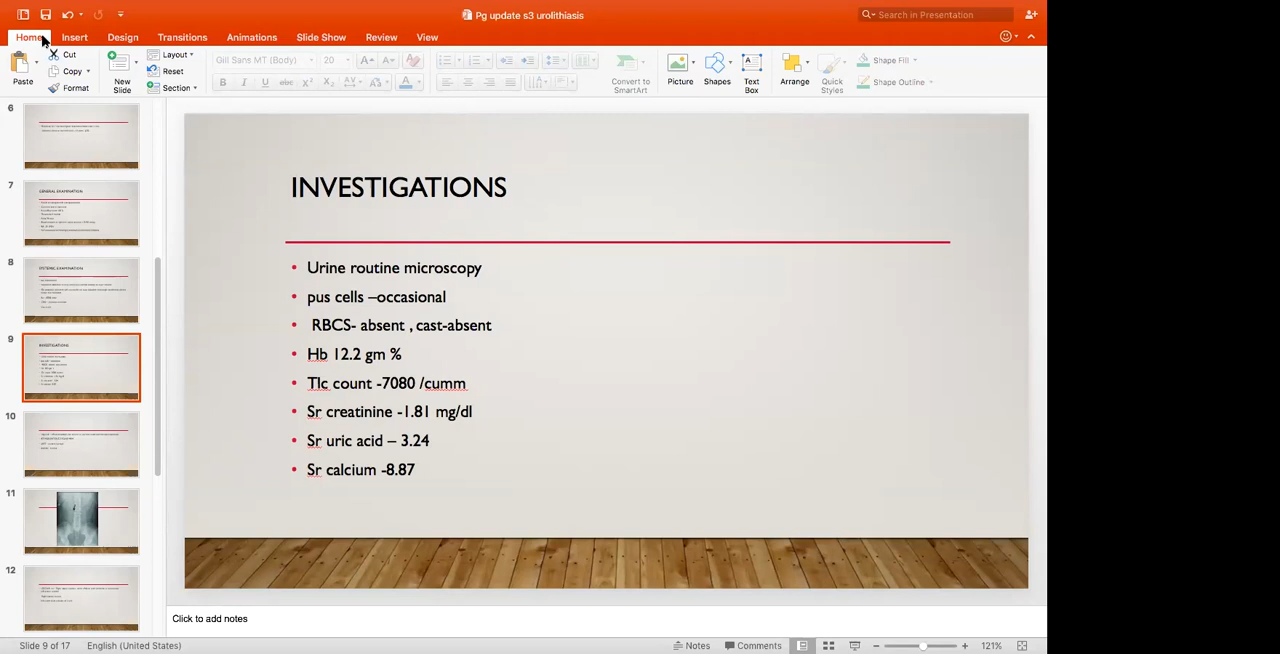 Pg update s3 urolithiasis
Search in Presentation
Home Insert Design Transitions Animations Slide Show Review View
Paste
Cut
Copy
Format
New Slide
Layout
Reset
Section
Gill Sans MT (Body) 20
Convert to SmartArt
Picture
Shapes
Text Box
Arrange
Quick Styles
Shape Fill
Shape Outline
6
7
GENERAL EXAMINATION
8
SYSTEMIC EXAMINATION
9
INVESTIGATIONS
10
11
12
INVESTIGATIONS
• Urine routine microscopy
• pus cells –occasional
• RBCS- absent , cast-absent
• Hb 12.2 gm %
• Tlc count -7080 /cumm
• Sr creatinine -1.81 mg/dl
• Sr uric acid – 3.24
• Sr calcium -8.87
Click to add notes
Slide 9 of 17 English (United States) Notes Comments 121%